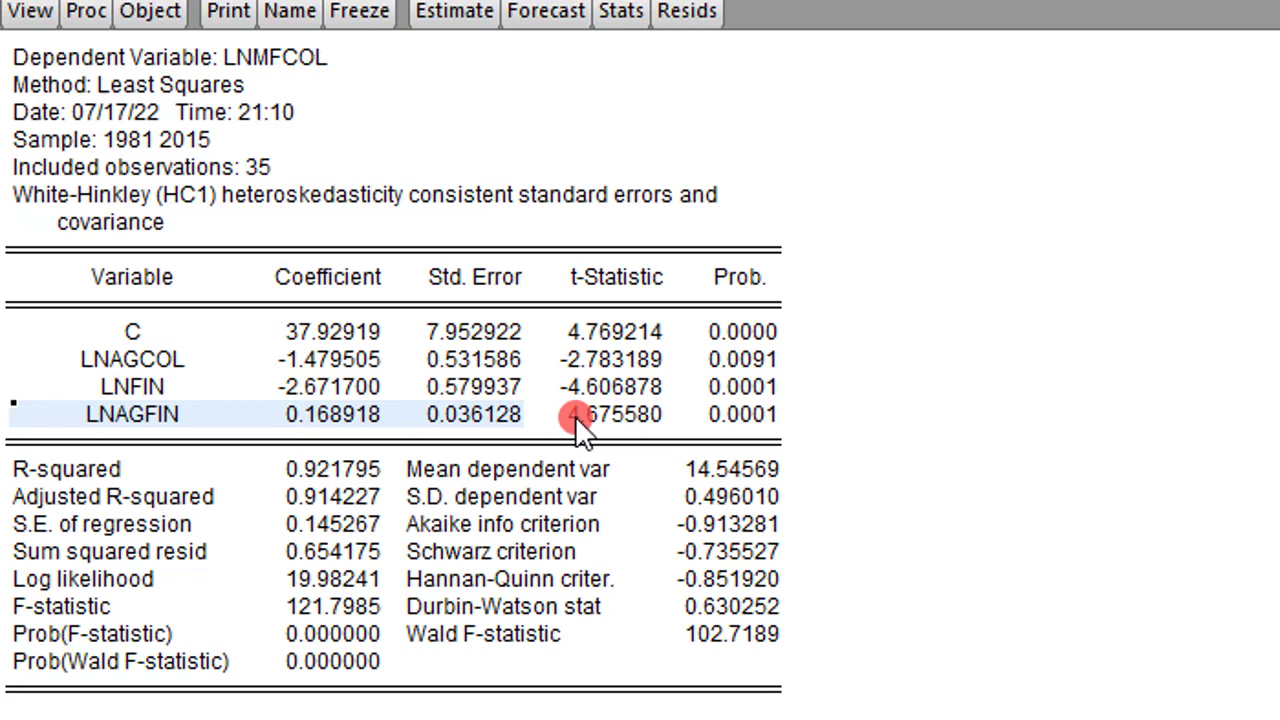 View Proc Object Print Name Freeze Estimate Forecast Stats Resids
Dependent Variable: LNMFCOL
Method: Least Squares
Date: 07/17/22 Time: 21:10
Sample: 1981 2015
Included observations: 35
White-Hinkley (HC1) heteroskedasticity consistent standard errors and
covariance
Variable Coefficient Std. Error t-Statistic Prob.
C 37.92919 7.952922 4.769214 0.0000
LNAGCOL -1.479505 0.531586 -2.783189 0.0091
LNFIN -2.671700 0.579937 -4.606878 0.0001
LNAGFIN 0.168918 0.036128 4.675580 0.0001
R-squared 0.921795 Mean dependent var 14.54569
Adjusted R-squared 0.914227 S.D. dependent var 0.496010
S.E. of regression 0.145267 Akaike info criterion -0.913281
Sum squared resid 0.654175 Schwarz criterion -0.735527
Log likelihood 19.98241 Hannan-Quinn criter. -0.851920
F-statistic 121.7985 Durbin-Watson stat 0.630252
Prob(F-statistic) 0.000000 Wald F-statistic 102.7189
Prob(Wald F-statistic) 0.000000